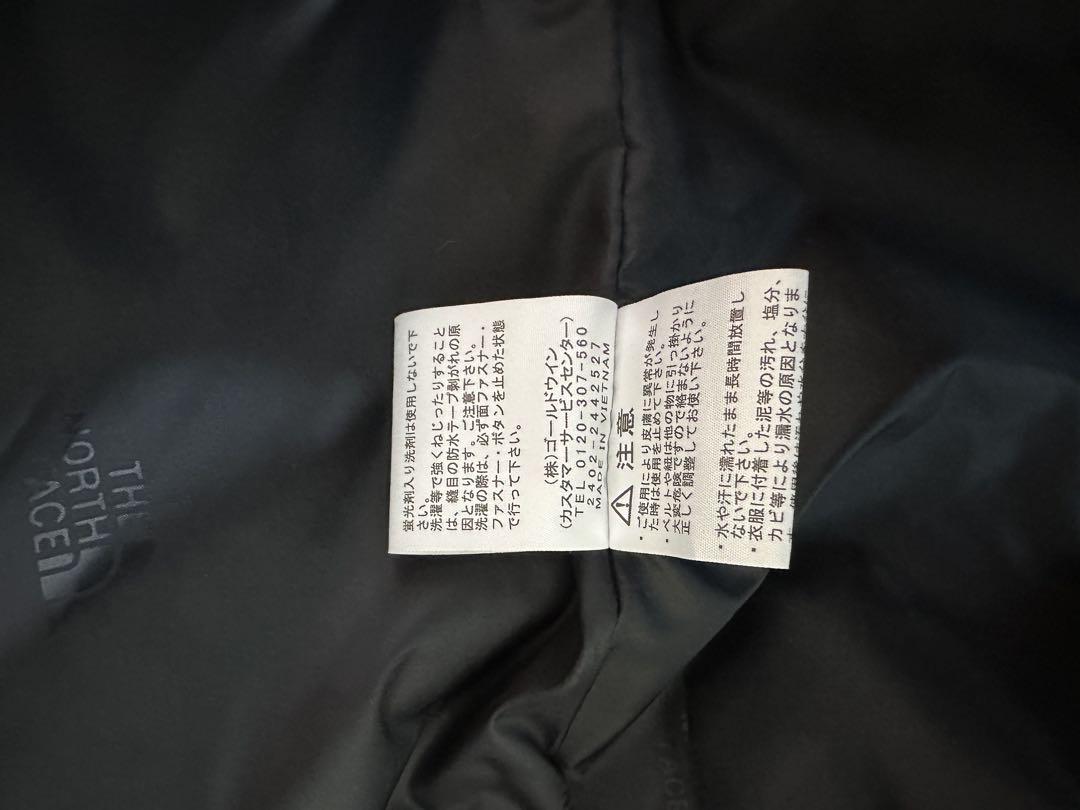 蛍光剤入り洗剤は使用しないで下
さい。
洗濯等で強くねじったりすること
は、縫目の防水テープ剥がれの原
因となります。ご注意下さい。
洗濯の際は、必ず面ファスナー・
ファスナー・ボタンを止めた状態
で行って下さい。
(株)ゴールドウイン
(カスタマーサービスセンター)
TEL 0120-307-560
2402-2442527
MADE IN VIETNAM
⚠注意
・ご使用により皮膚に異常が発生し
た時は使用を止めて下さい。
・ベルトや紐は他の物に引っ掛かり
大変危険ですので絡まないように
正しく調整してお使い下さい。
・水や汗に濡れたまま長時間放置し
ないで下さい。
・衣服に付着した泥等の汚れ、塩分、
カビ等により漏水の原因となりま
THE
NORTH
ACE
ACE